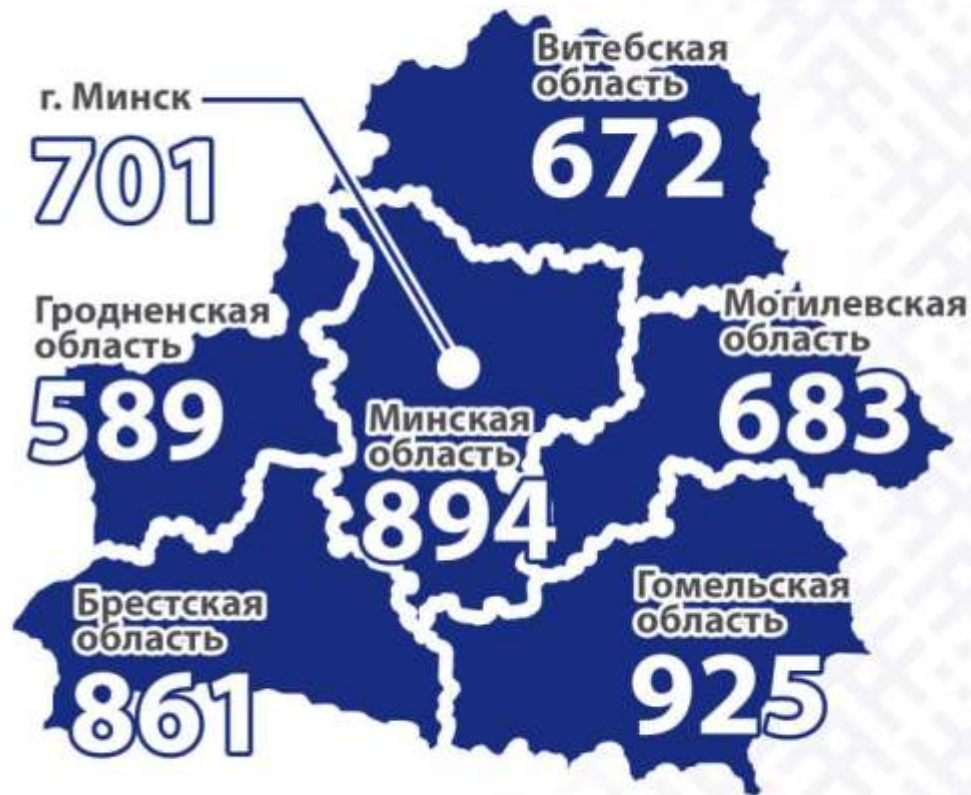 Витебская
область
672
г. Минск
701
Гродненская
область
589
Могилевская
область
683
Минская
область
894
Брестская
область
861
Гомельская
область
925